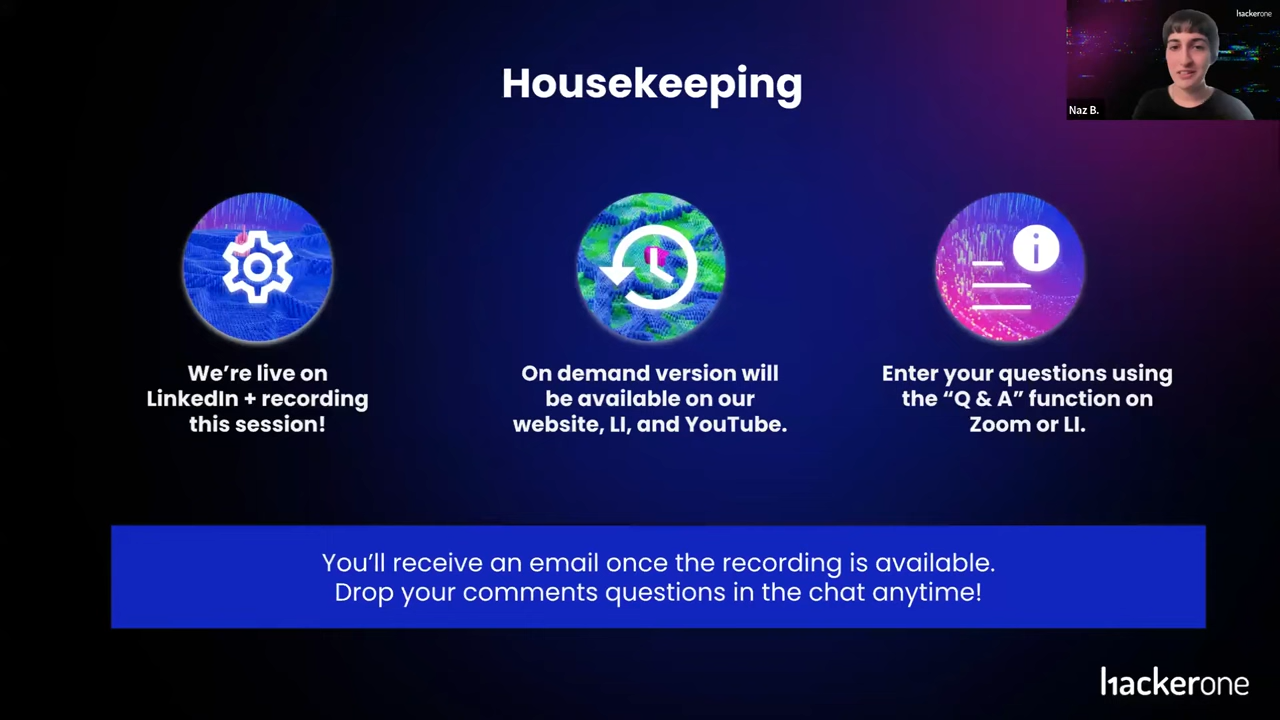 hackerone
Naz B.
Housekeeping
We’re live on
LinkedIn + recording
this session!
On demand version will
be available on our
website, LI, and YouTube.
i
Enter your questions using
the “Q & A” function on
Zoom or LI.
You’ll receive an email once the recording is available.
Drop your comments questions in the chat anytime!
hackerone